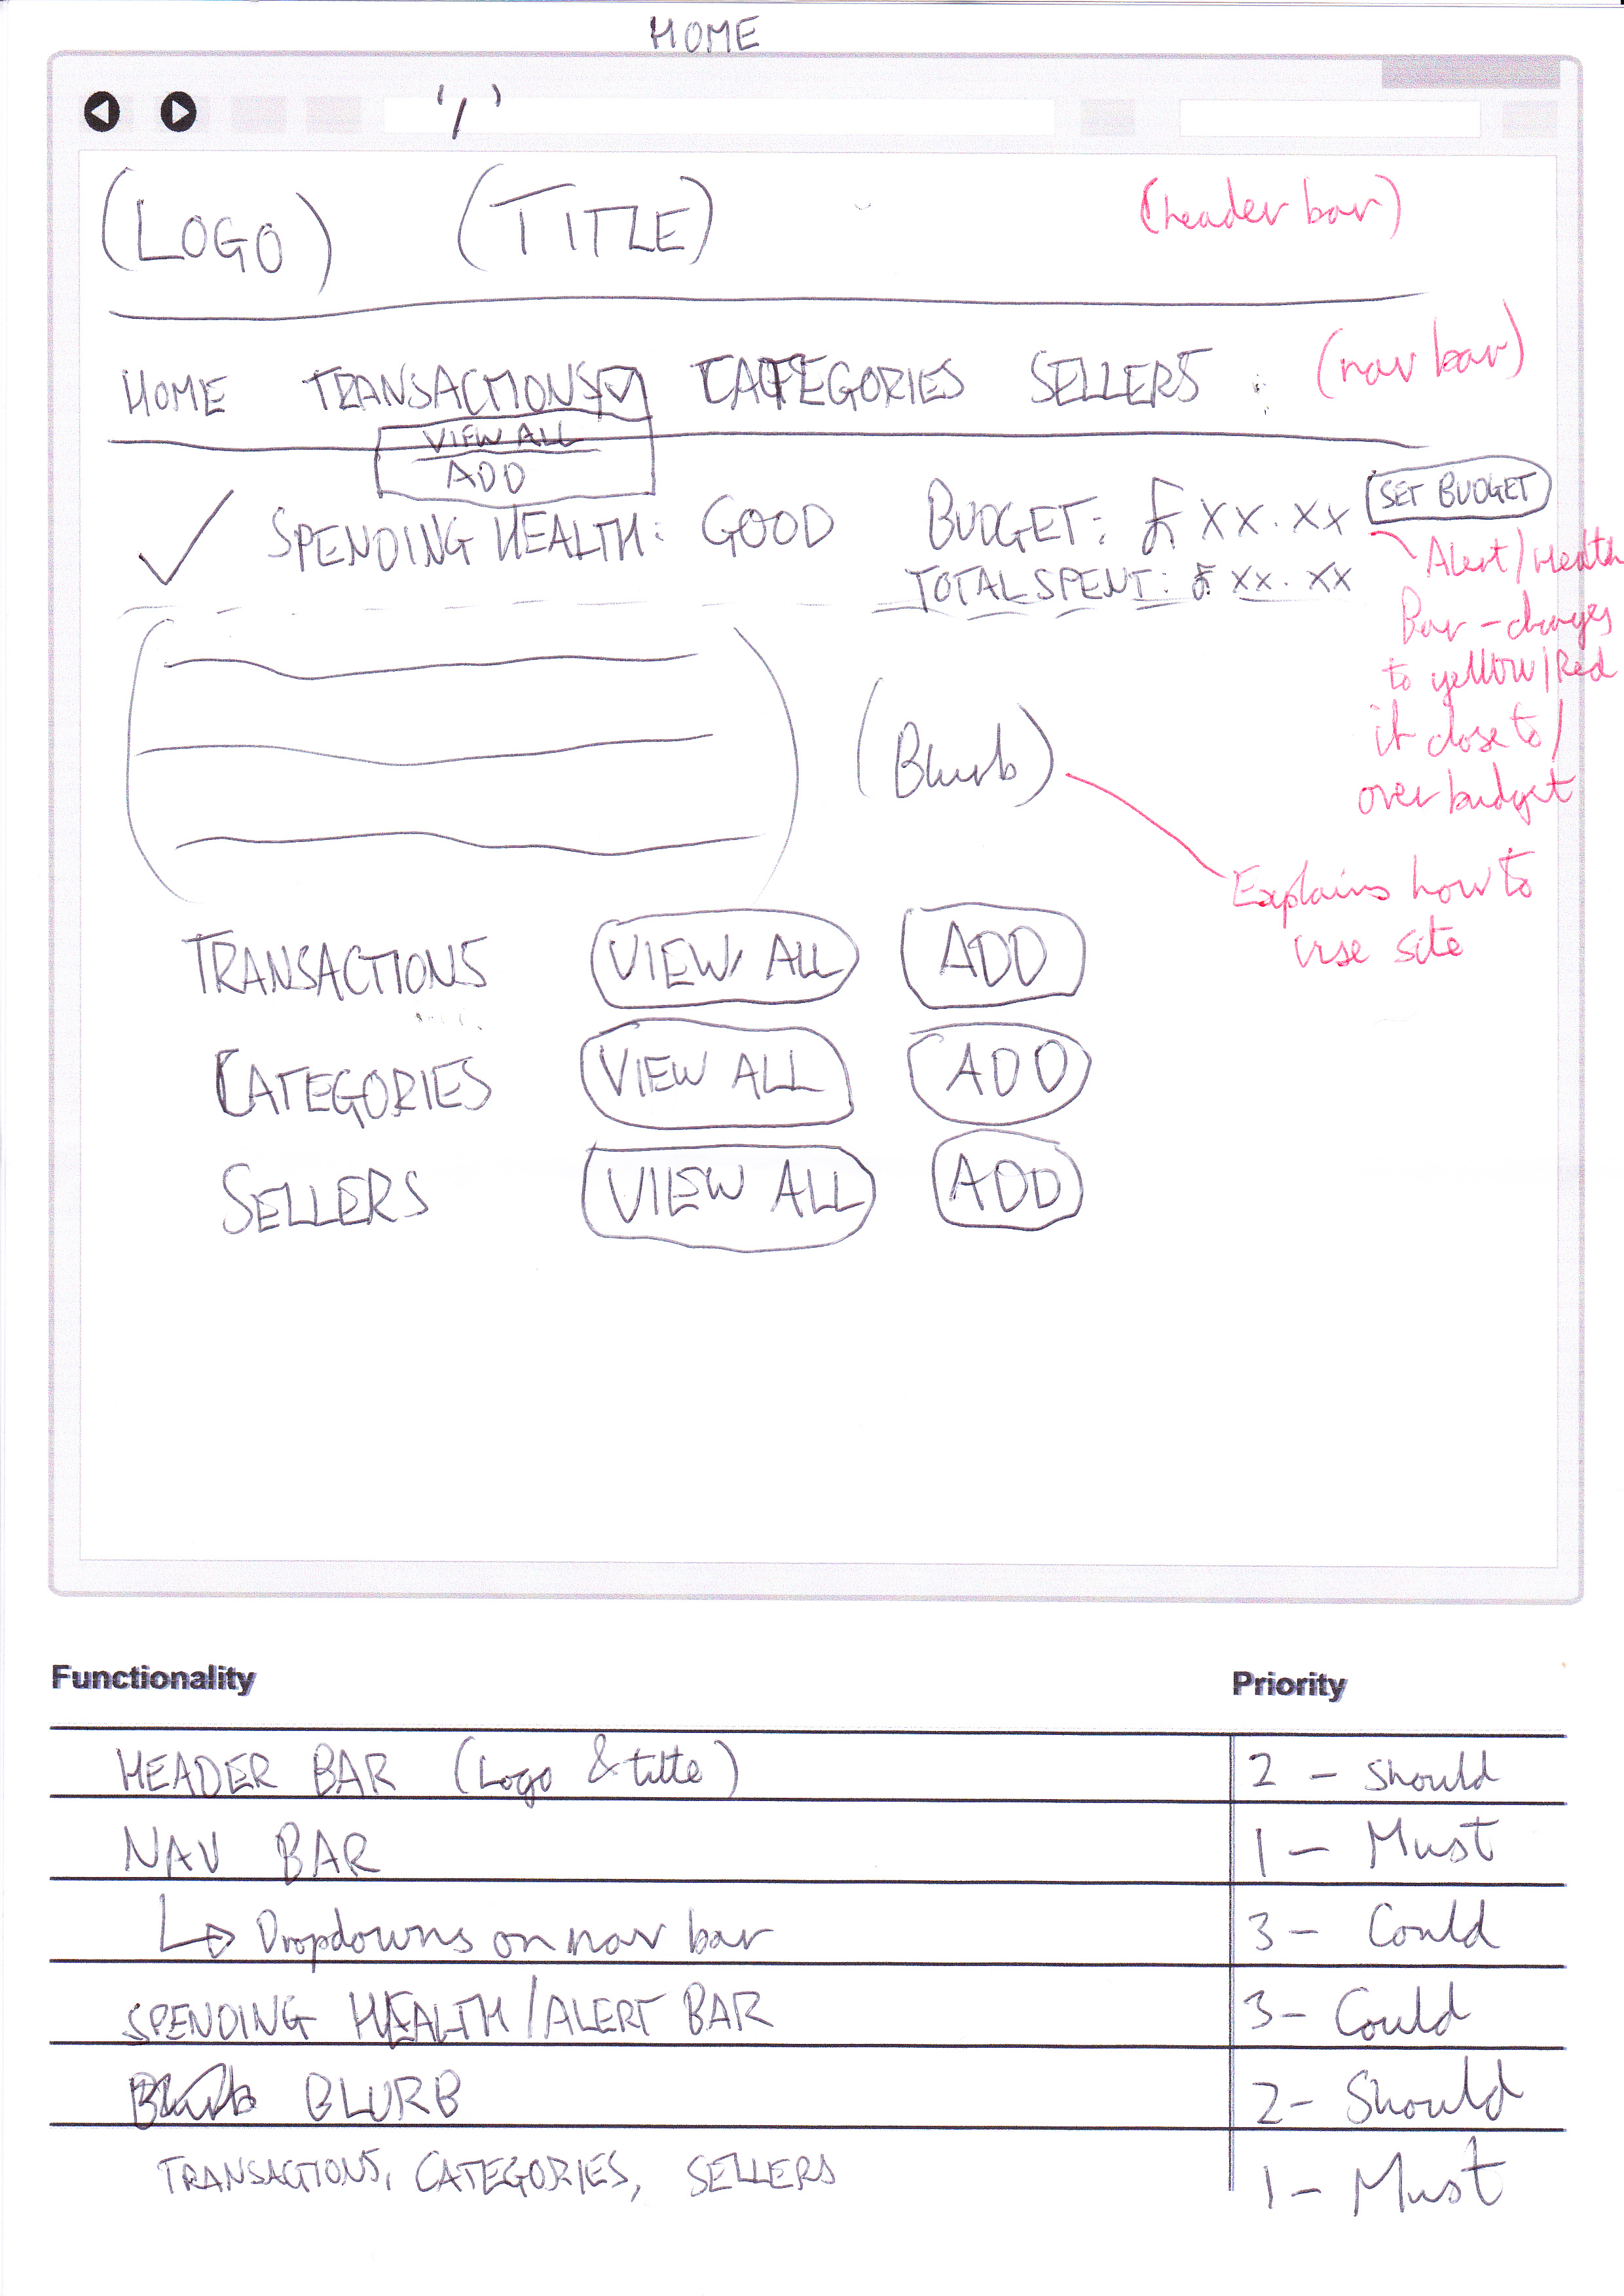 HOME
'/'
(LOGO) (TITLE) (header bar)
HOME TRANSACTIONS CATEGORIES SELLERS (nav bar)
VIEW ALL
ADD
SPENDING HEALTH: GOOD BUDGET: £XX.XX SET BUDGET
TOTAL SPENT: £XX.XX
Alert/Health
Bar - changes
to yellow/Red
if close to/
over budget
(Blurb)
Explains how to
use site
TRANSACTIONS VIEW ALL ADD
CATEGORIES VIEW ALL ADD
SELLERS VIEW ALL ADD
Functionality Priority
HEADER BAR (Logo & title) 2 - Should
NAV BAR 1 - Must
Dropdowns on nav bar 3 - Could
SPENDING HEALTH/ALERT BAR 3 - Could
Blurb BLURB 2 - Should
TRANSACTIONS, CATEGORIES, SELLERS 1 - Must